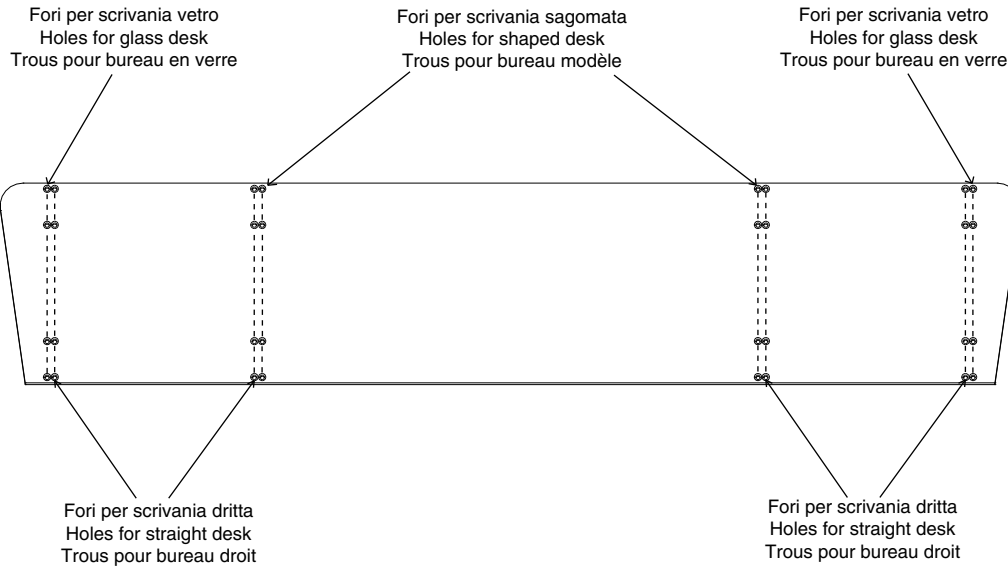 Fori per scrivania vetro
Holes for glass desk
Trous pour bureau en verre
Fori per scrivania sagomata
Holes for shaped desk
Trous pour bureau modèle
Fori per scrivania vetro
Holes for glass desk
Trous pour bureau en verre
Fori per scrivania dritta
Holes for straight desk
Trous pour bureau droit
Fori per scrivania dritta
Holes for straight desk
Trous pour bureau droit